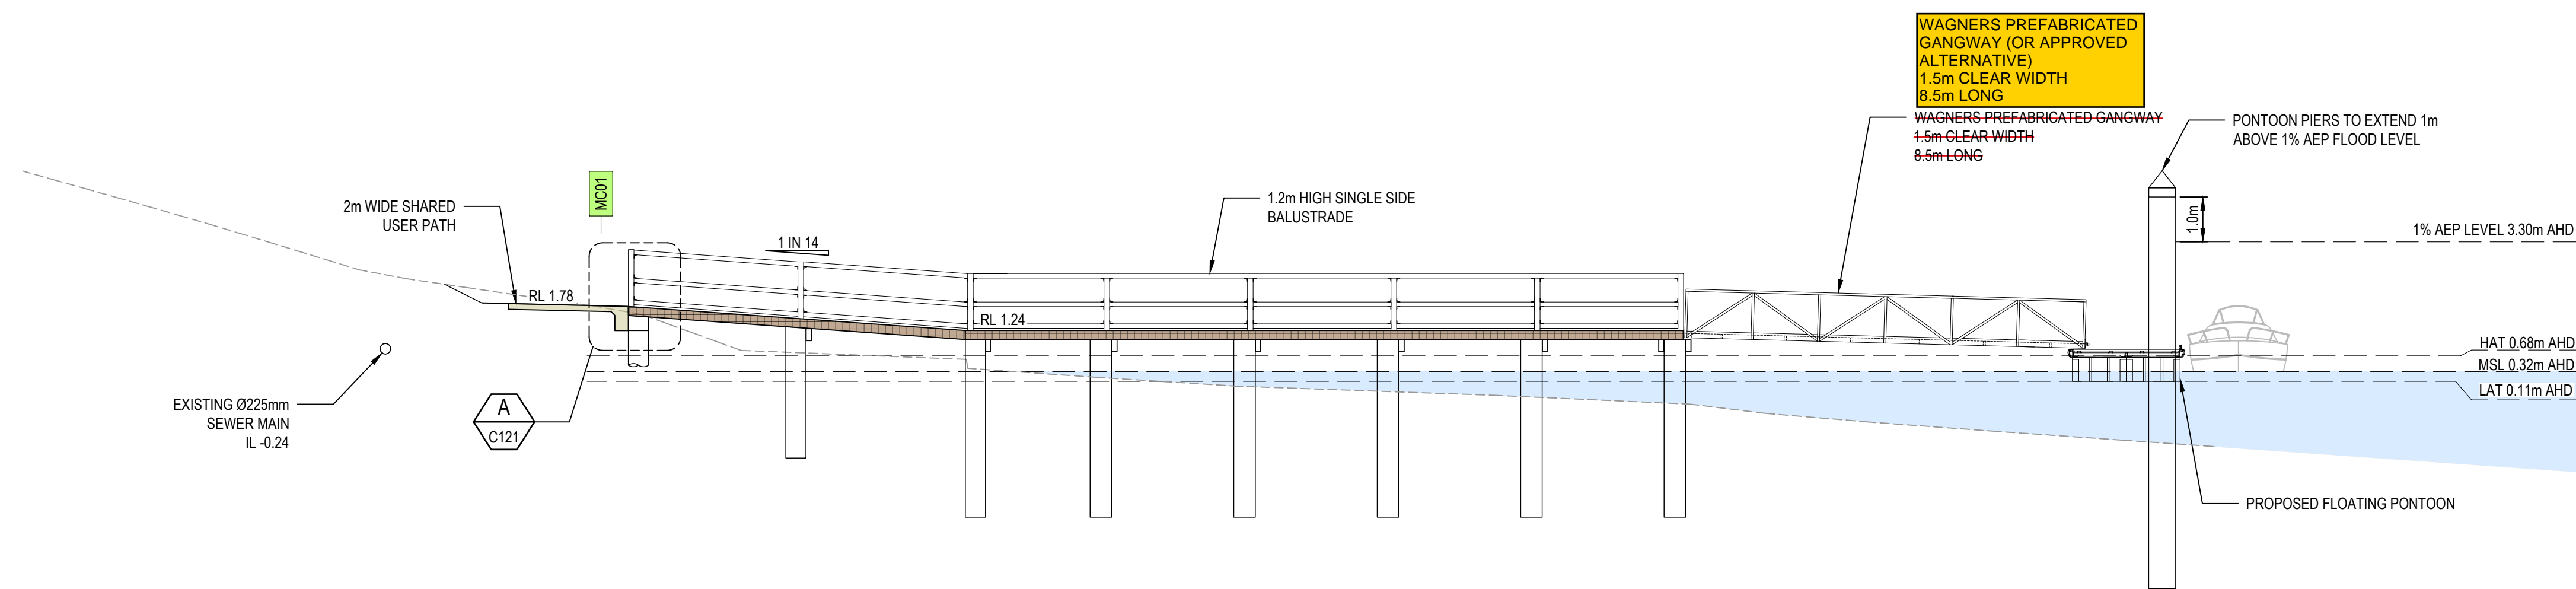 WAGNERS PREFABRICATED
GANGWAY (OR APPROVED
ALTERNATIVE)
1.5m CLEAR WIDTH
8.5m LONG
WAGNERS PREFABRICATED GANGWAY
1.5m CLEAR WIDTH
8.5m LONG
PONTOON PIERS TO EXTEND 1m
ABOVE 1% AEP FLOOD LEVEL
MC01
2m WIDE SHARED
USER PATH
1.2m HIGH SINGLE SIDE
BALUSTRADE
1 IN 14
1.0m
1% AEP LEVEL 3.30m AHD
RL 1.78
RL 1.24
HAT 0.68m AHD
MSL 0.32m AHD
LAT 0.11m AHD
EXISTING Ø225mm
SEWER MAIN
IL -0.24
A
C121
PROPOSED FLOATING PONTOON